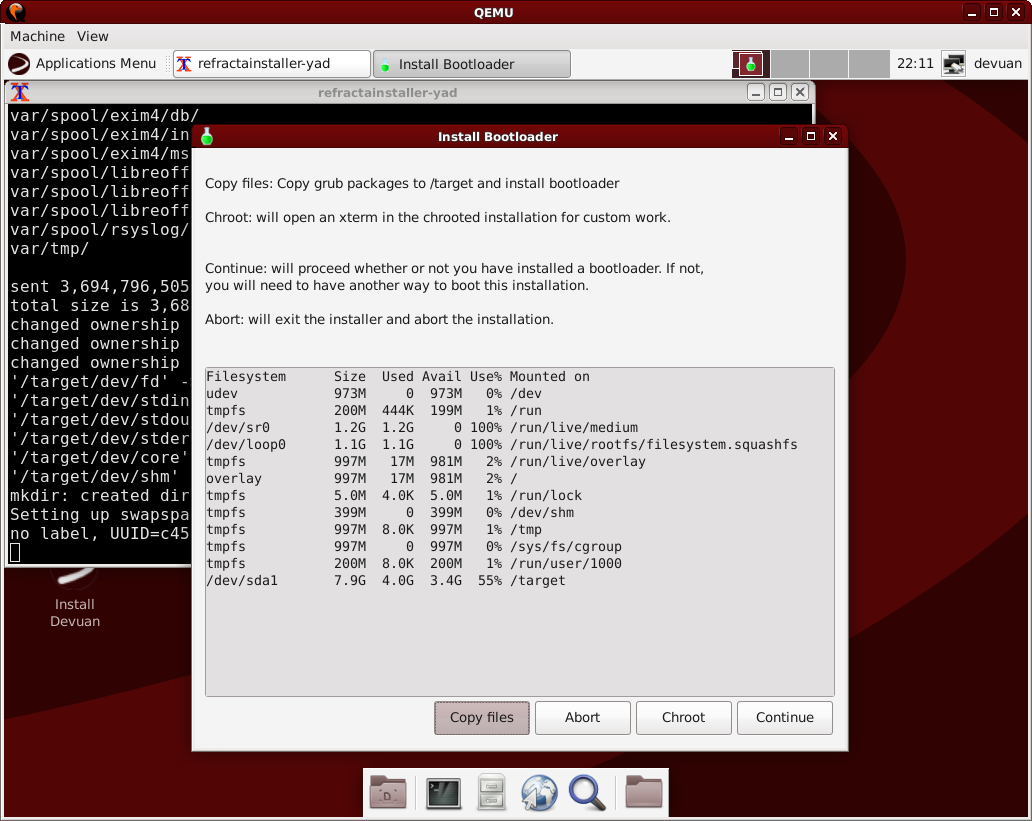 QEMU
Machine View
Applications Menu refractainstaller-yad Install Bootloader 22:11 devuan
refractainstaller-yad
var/spool/exim4/db/
var/spool/exim4/in
var/spool/exim4/ms
var/spool/libreoff
var/spool/libreoff
var/spool/libreoff
var/spool/rsyslog/
var/tmp/
sent 3,694,796,505
total size is 3,68
changed ownership
changed ownership
changed ownership
'/target/dev/fd' -
'/target/dev/stdin
'/target/dev/stdou
'/target/dev/stder
'/target/dev/core'
'/target/dev/shm'
mkdir: created dir
Setting up swapspa
no label, UUID=c45
Install Bootloader
Copy files: Copy grub packages to /target and install bootloader
Chroot: will open an xterm in the chrooted installation for custom work.
Continue: will proceed whether or not you have installed a bootloader. If not,
you will need to have another way to boot this installation.
Abort: will exit the installer and abort the installation.
Filesystem Size Used Avail Use% Mounted on
udev 973M 0 973M 0% /dev
tmpfs 200M 444K 199M 1% /run
/dev/sr0 1.2G 1.2G 0 100% /run/live/medium
/dev/loop0 1.1G 1.1G 0 100% /run/live/rootfs/filesystem.squashfs
tmpfs 997M 17M 981M 2% /run/live/overlay
overlay 997M 17M 981M 2% /
tmpfs 5.0M 4.0K 5.0M 1% /run/lock
tmpfs 399M 0 399M 0% /dev/shm
tmpfs 997M 8.0K 997M 1% /tmp
tmpfs 997M 0 997M 0% /sys/fs/cgroup
tmpfs 200M 8.0K 200M 1% /run/user/1000
/dev/sda1 7.9G 4.0G 3.4G 55% /target
Copy files Abort Chroot Continue
Install
Devuan